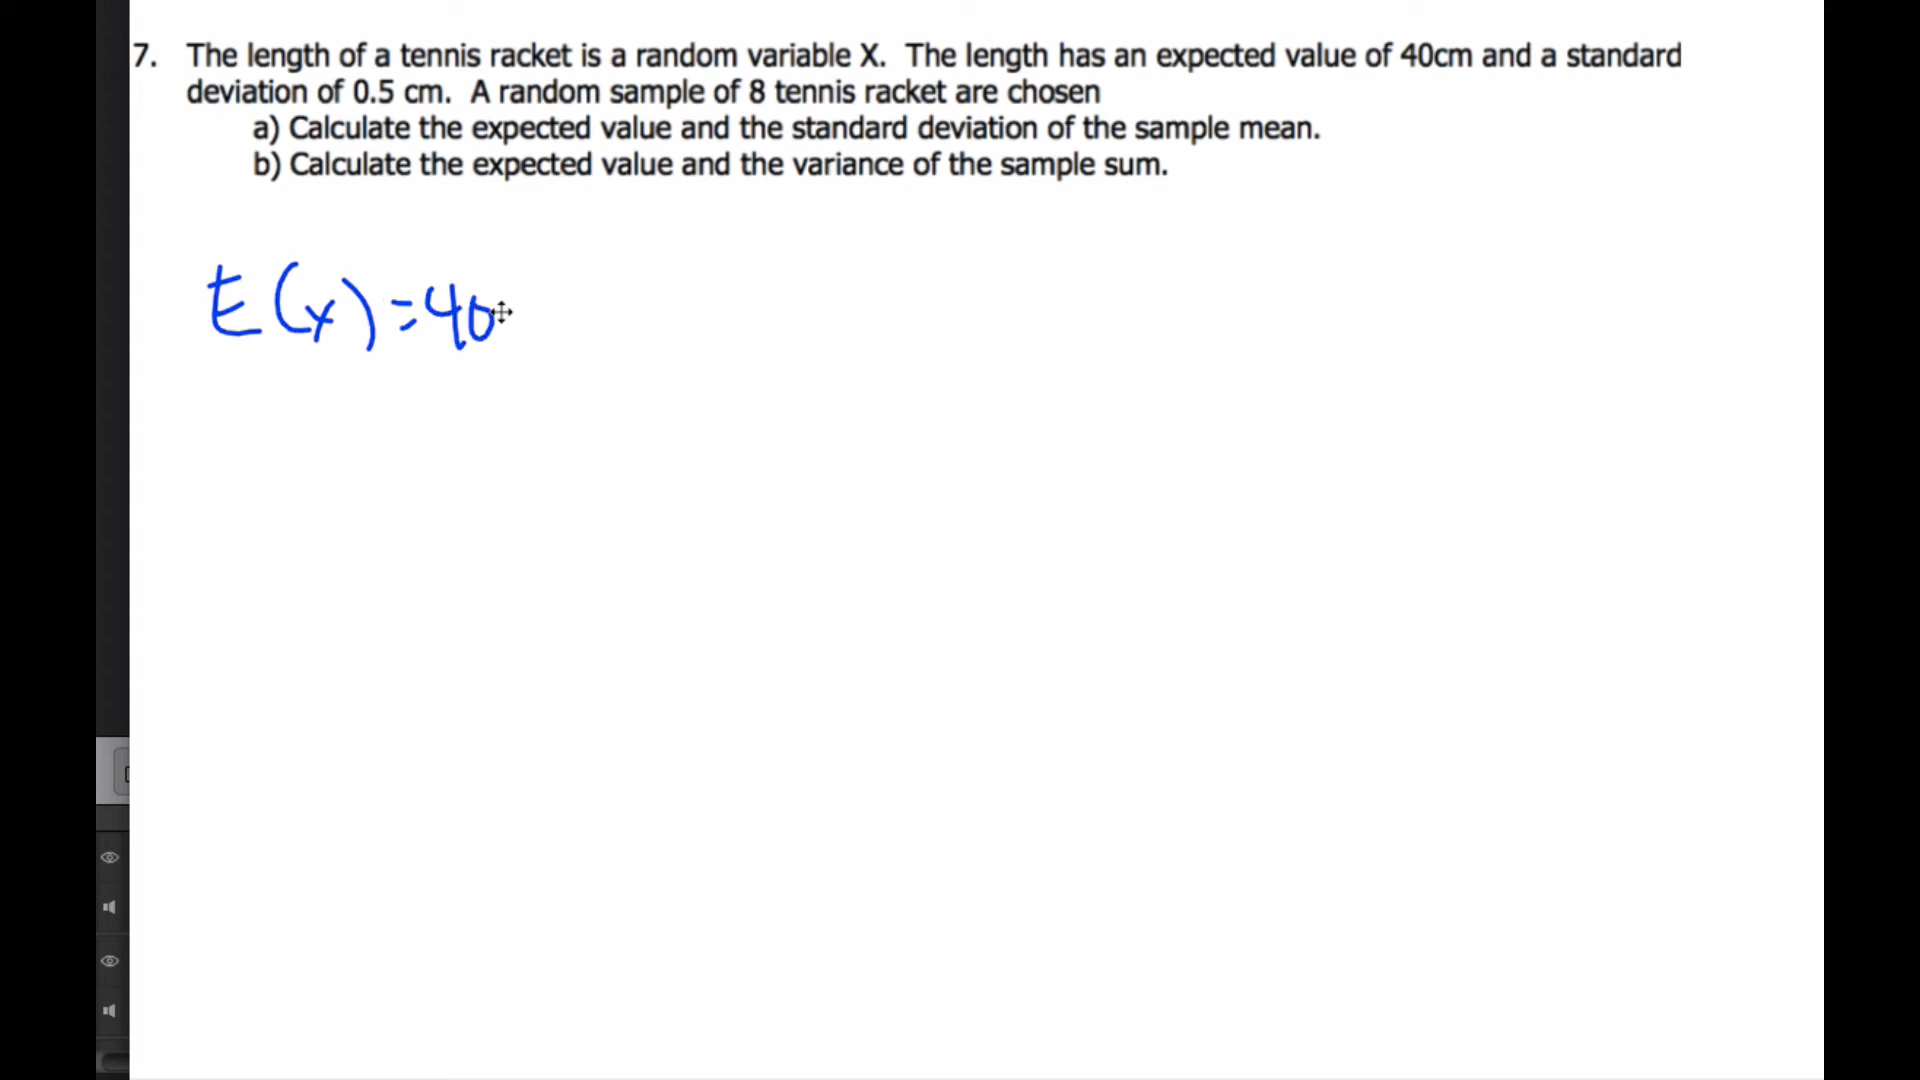 7. The length of a tennis racket is a random variable X. The length has an expected value of 40cm and a standard
deviation of 0.5 cm. A random sample of 8 tennis racket are chosen
a) Calculate the expected value and the standard deviation of the sample mean.
b) Calculate the expected value and the variance of the sample sum.
E(x)=40